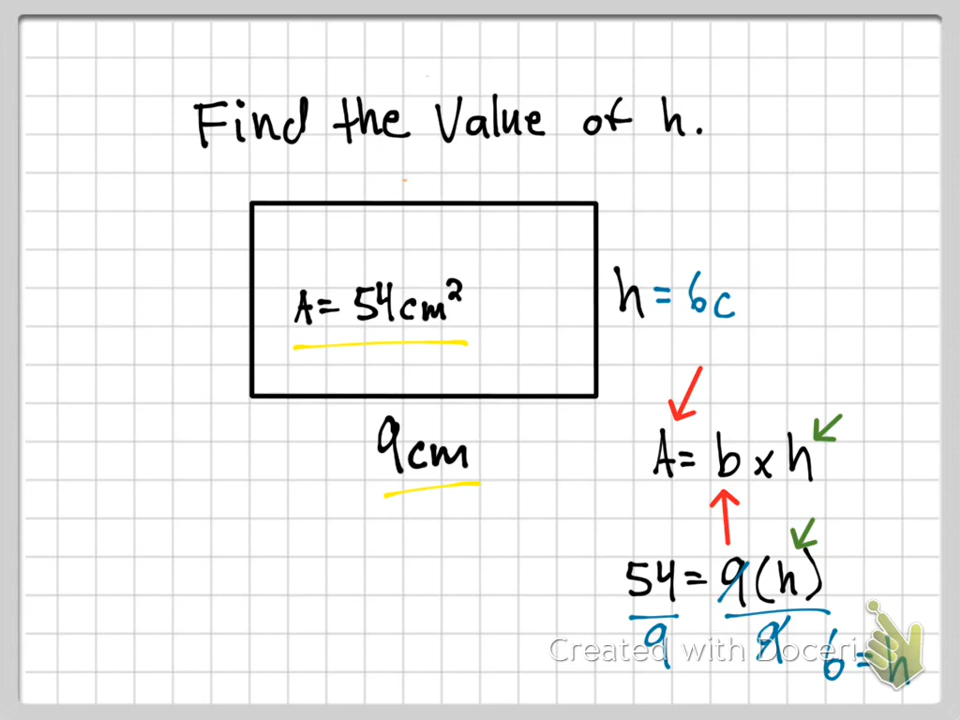 Find the Value of h.
A = 54cm²
h = 6c
9cm
A = b x h
54 = 9(h)
9 9
6 = h
Created with Doceri